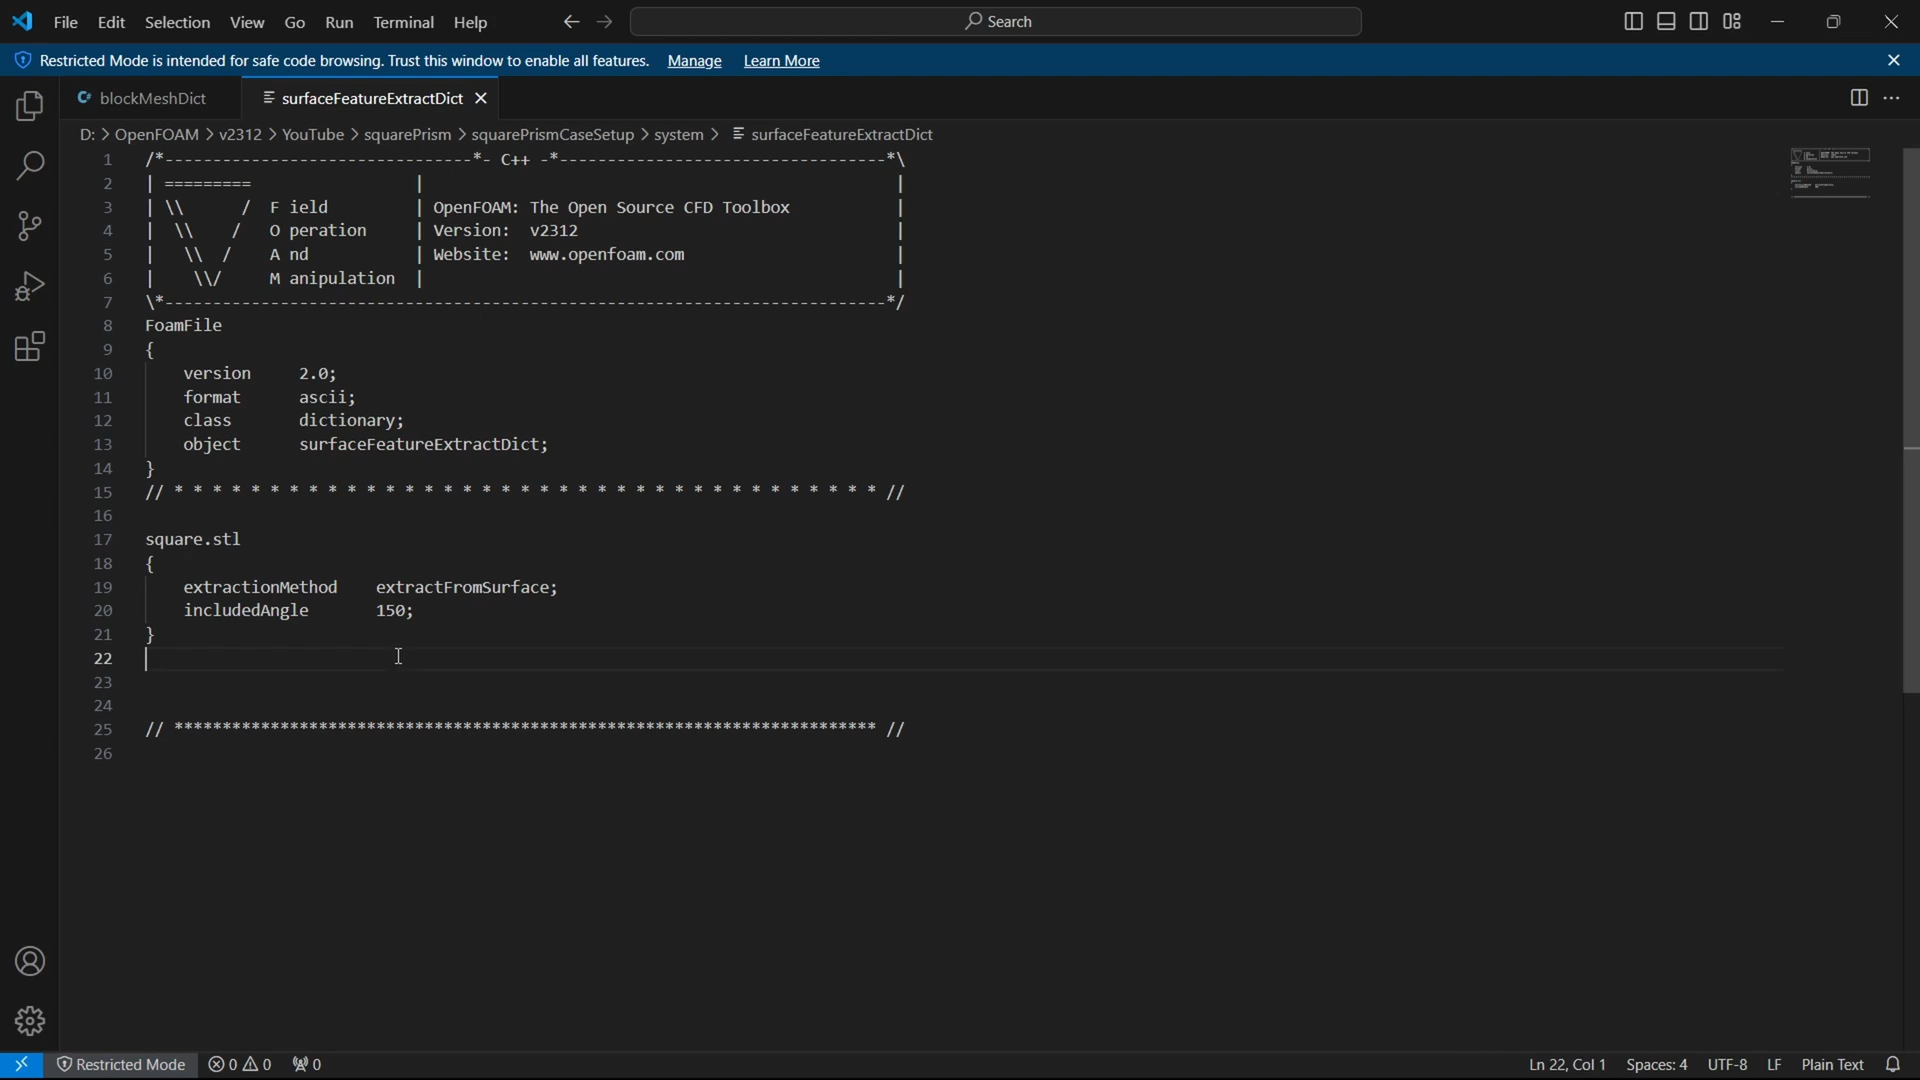 File Edit Selection View Go Run Terminal Help Search
Restricted Mode is intended for safe code browsing. Trust this window to enable all features. Manage Learn More
blockMeshDict surfaceFeatureExtractDict
D: > OpenFOAM > v2312 > YouTube > squarePrism > squarePrismCaseSetup > system > surfaceFeatureExtractDict
1 /*--------------------------------*- C++ -*----------------------------------*\
2 | ========= | |
3 | \\ / F ield | OpenFOAM: The Open Source CFD Toolbox |
4 | \\ / O peration | Version: v2312 |
5 | \\ / A nd | Website: www.openfoam.com |
6 | \\/ M anipulation | |
7 \*---------------------------------------------------------------------------*/
8 FoamFile
9 {
10 version 2.0;
11 format ascii;
12 class dictionary;
13 object surfaceFeatureExtractDict;
14 }
15 // * * * * * * * * * * * * * * * * * * * * * * * * * * * * * * * * * * * * * //
16
17 square.stl
18 {
19 extractionMethod extractFromSurface;
20 includedAngle 150;
21 }
22
23
24
25 // ************************************************************************* //
26
Restricted Mode 0 0 0 Ln 22, Col 1 Spaces: 4 UTF-8 LF Plain Text